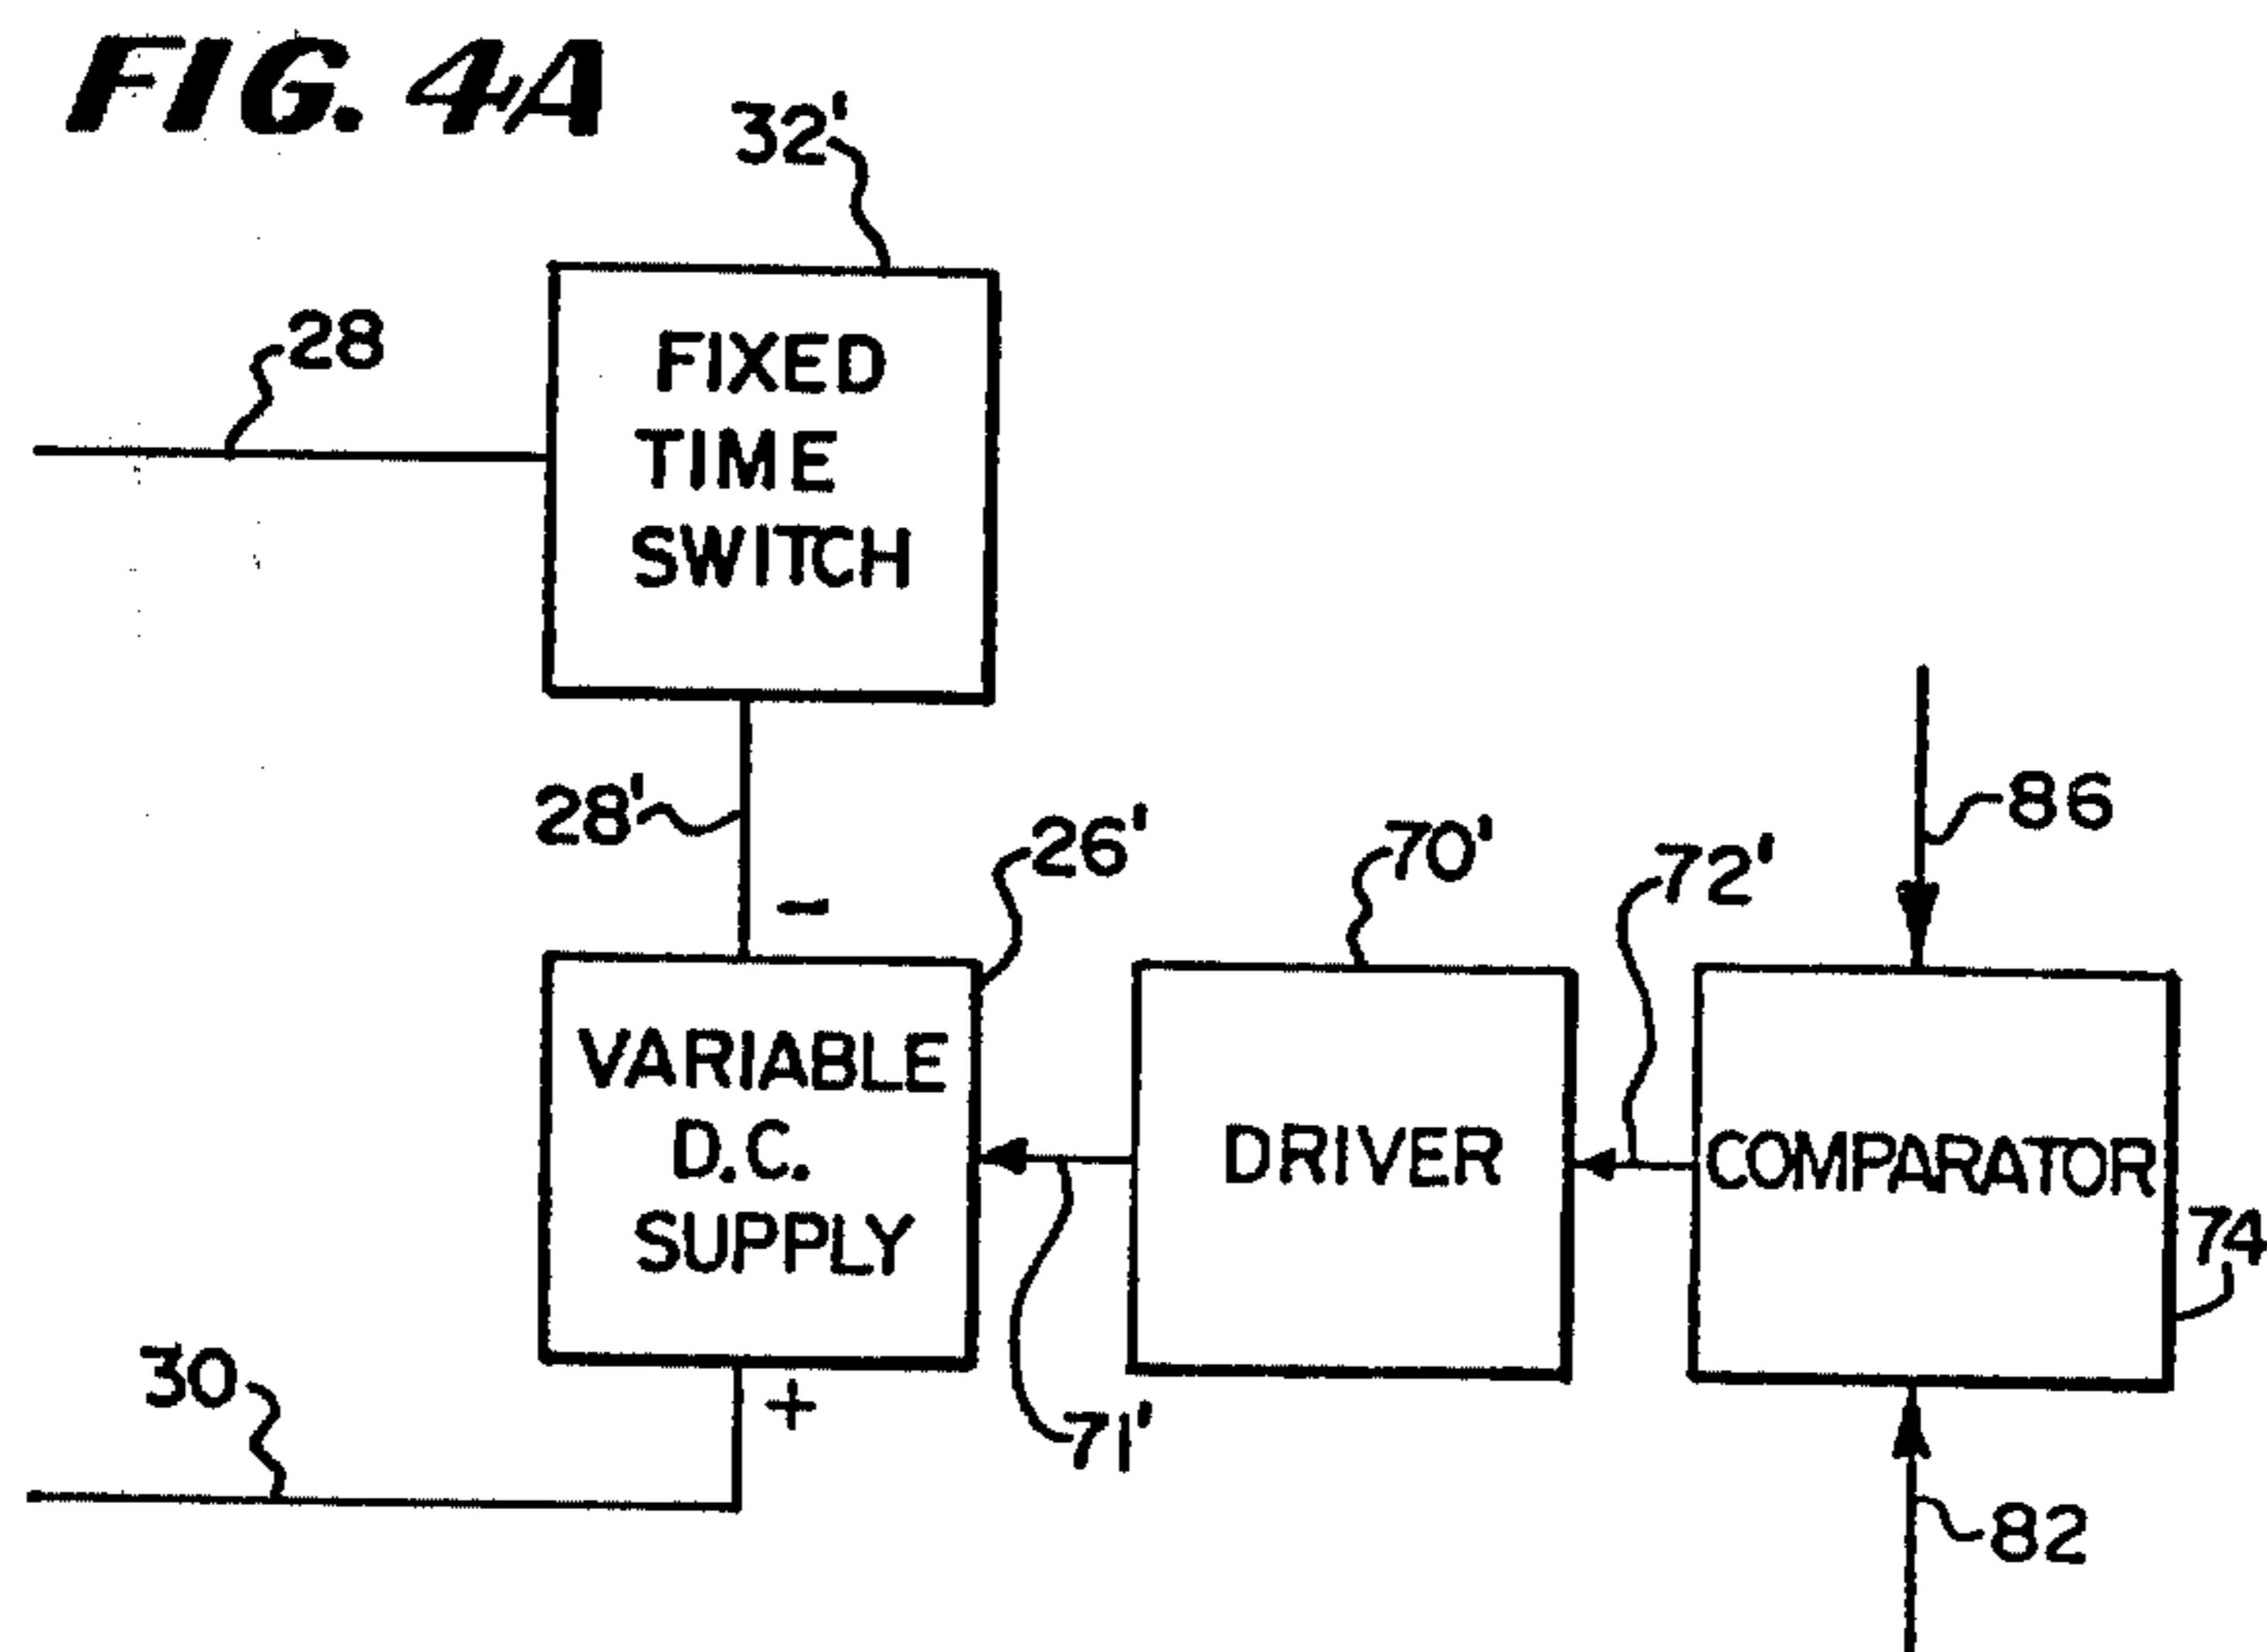 FIG. 4A
32'
28
FIXED
TIME
SWITCH
28'
-
26'
70'
72'
86
VARIABLE
D.C.
SUPPLY
DRIVER
COMPARATOR
74
30
+
71'
82